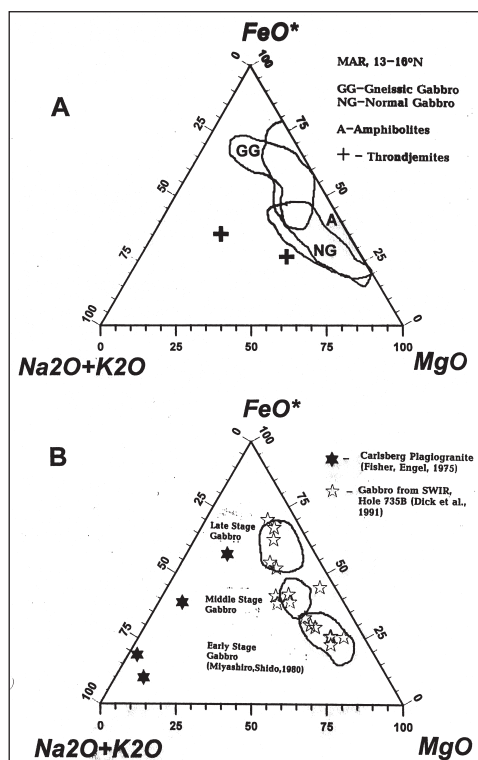 FeO*
A
MAR, 13-16°N
GG-Gneissic Gabbro
NG-Normal Gabbro
A-Amphibolites
+ - Throndjemites
100
0
25
25
GG
50
50
A
75
NG
75
25
100
0
0
25
50
75
100
Na2O+K2O
MgO
FeO*
B
100
Carlsberg Plagiogranite
(Fisher, Engel, 1975)
Gabbro from SWIR,
Hole 735B (Dick et al.,
1991)
25
Late Stage
Gabbro
50
50
Middle Stage
Gabbro
75
25
Early Stage
Gabbro
(Miyashiro,Shido,1980)
100
0
0
25
50
75
100
Na2O+K2O
MgO